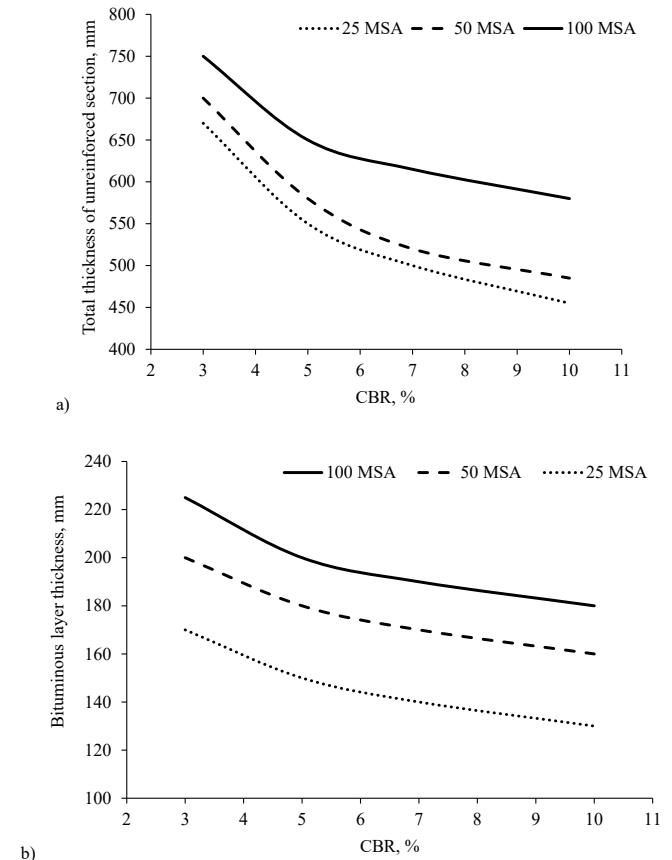 25 MSA 50 MSA 100 MSA
Total thickness of unreinforced section, mm
800
750
700
650
600
550
500
450
400
2 3 4 5 6 7 8 9 10 11
CBR, %
a)
100 MSA 50 MSA 25 MSA
Bituminous layer thickness, mm
240
220
200
180
160
140
120
100
2 3 4 5 6 7 8 9 10 11
CBR, %
b)